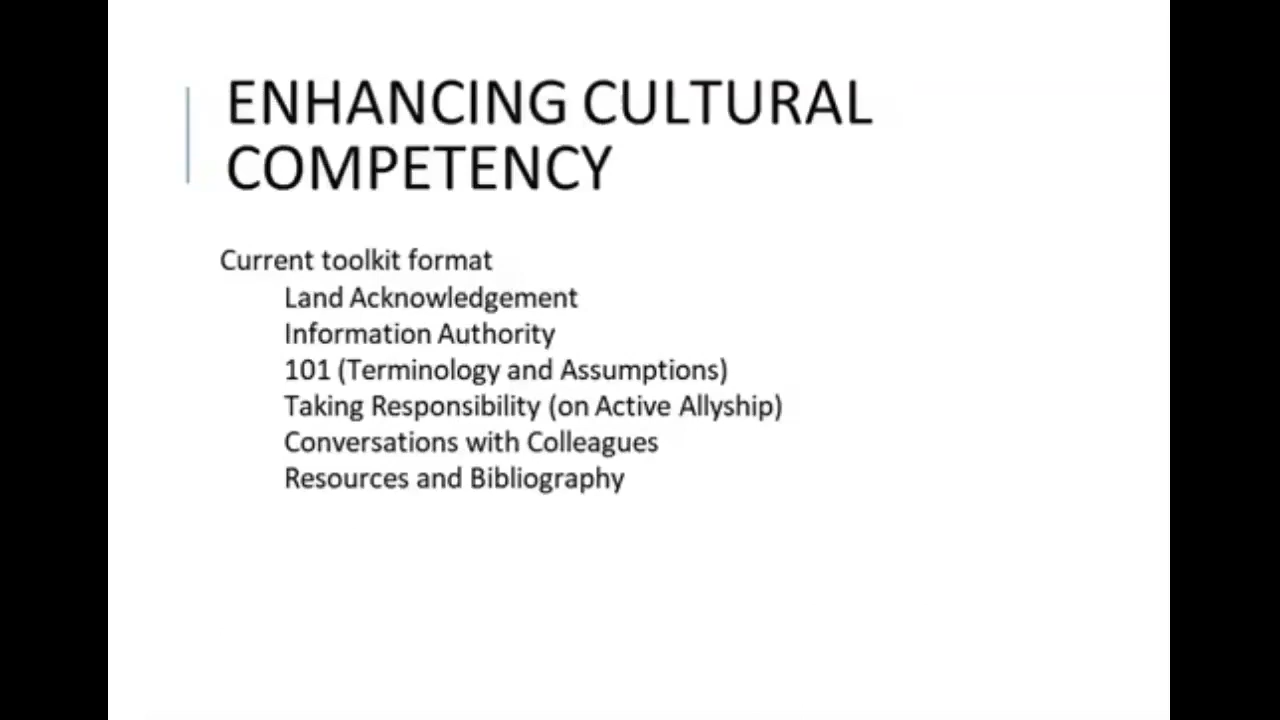 ENHANCING CULTURAL
COMPETENCY
Current toolkit format
Land Acknowledgement
Information Authority
101 (Terminology and Assumptions)
Taking Responsibility (on Active Allyship)
Conversations with Colleagues
Resources and Bibliography